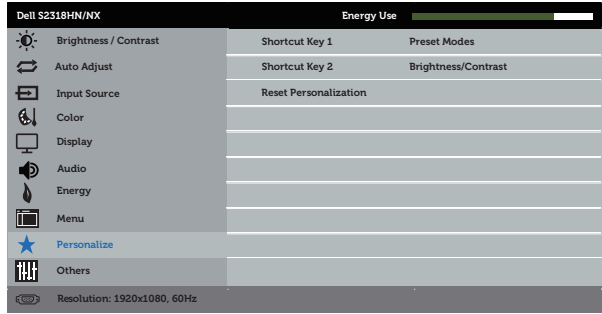 Dell S2318HN/NX Energy Use
Brightness / Contrast Shortcut Key 1 Preset Modes
Auto Adjust Shortcut Key 2 Brightness/Contrast
Input Source Reset Personalization
Color
Display
Audio
Energy
Menu
Personalize
Others
Resolution: 1920x1080, 60Hz